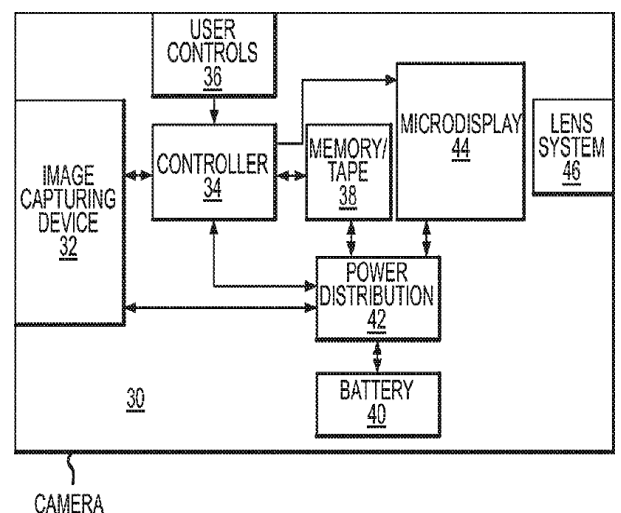 USER
CONTROLS
36
IMAGE
CAPTURING
DEVICE
32
CONTROLLER
34
MEMORY/
TAPE
38
MICRODISPLAY
44
LENS
SYSTEM
46
POWER
DISTRIBUTION
42
BATTERY
40
30
CAMERA